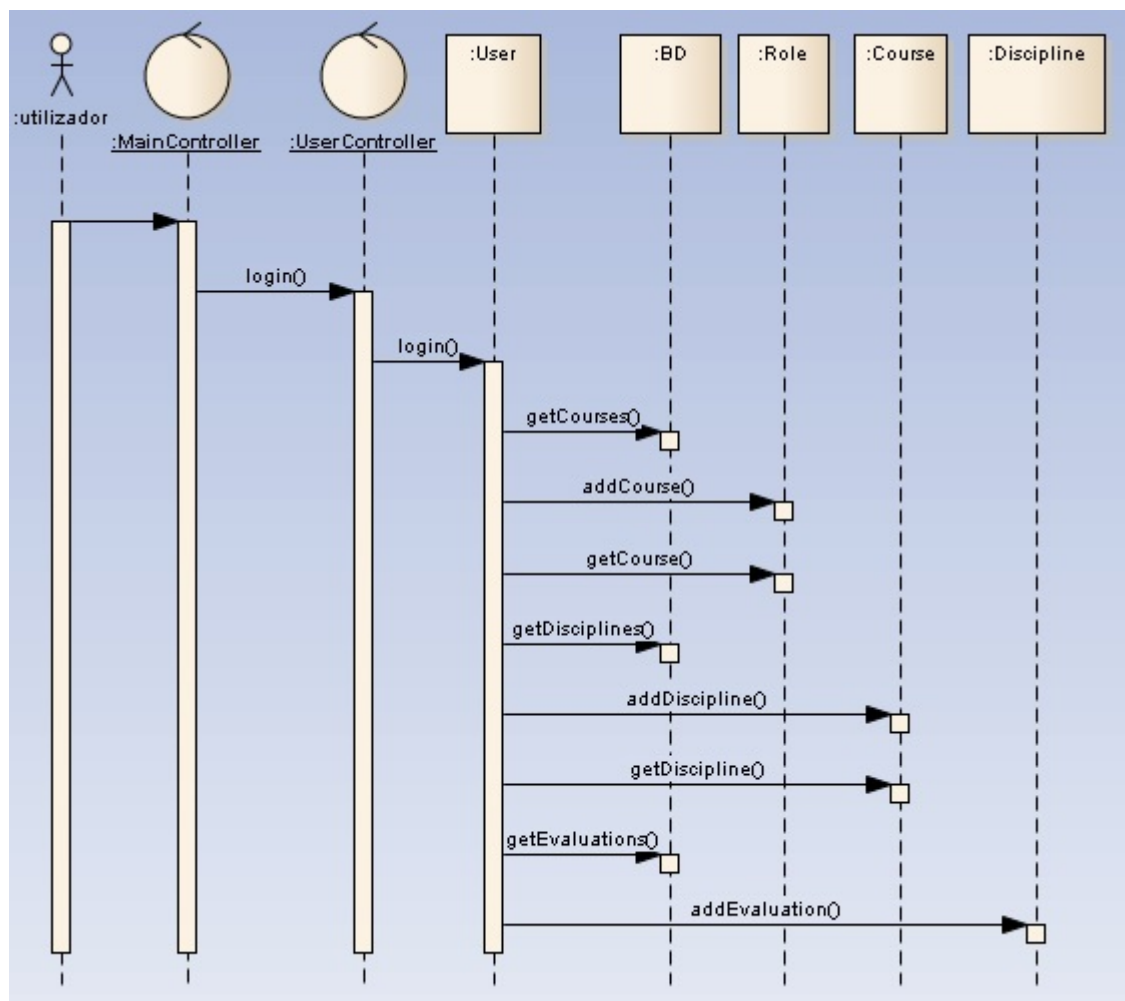 :User
:BD
:Role
:Course
:Discipline
:utilizador
:MainController
:UserController
login()
login()
getCourses()
addCourse()
getCourse()
getDisciplines()
addDiscipline()
getDiscipline()
getEvaluations()
addEvaluation()